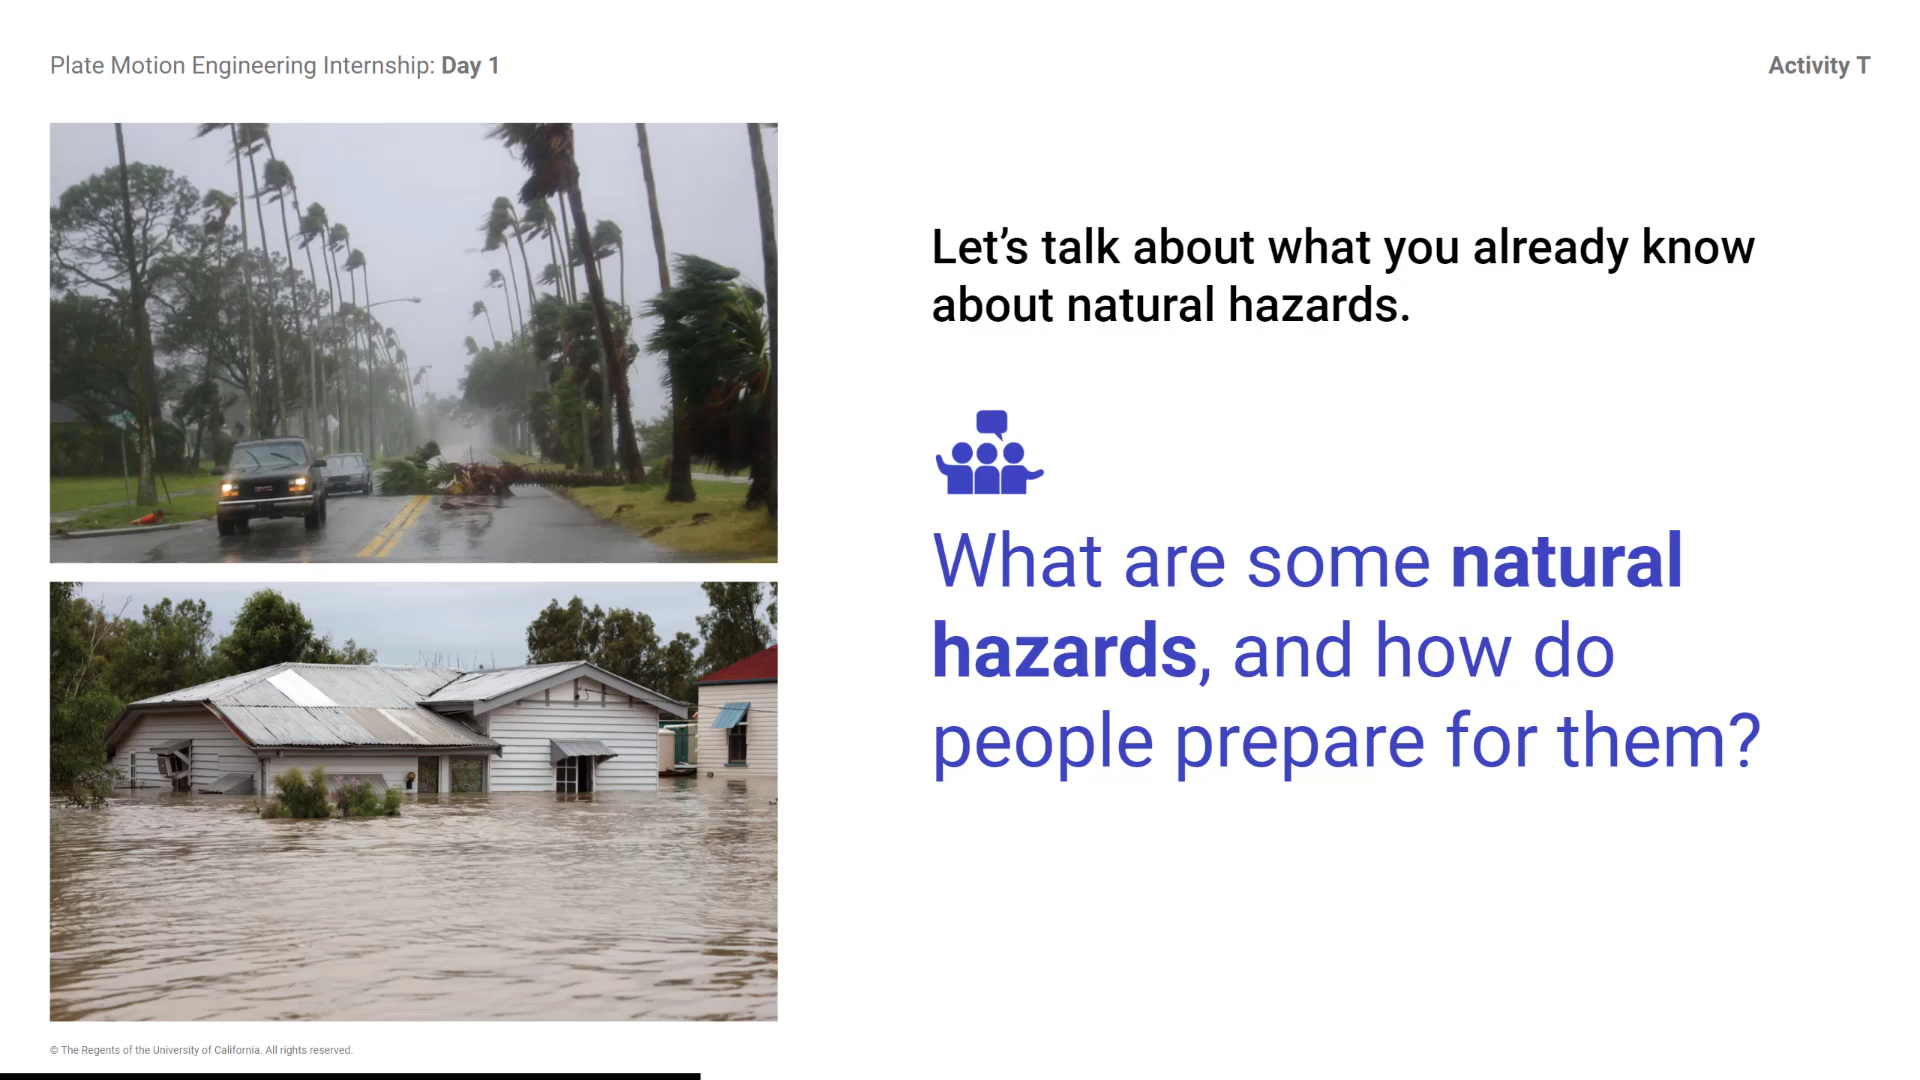 Plate Motion Engineering Internship: Day 1
Activity T
Let’s talk about what you already know
about natural hazards.
What are some natural
hazards, and how do
people prepare for them?
© The Regents of the University of California. All rights reserved.